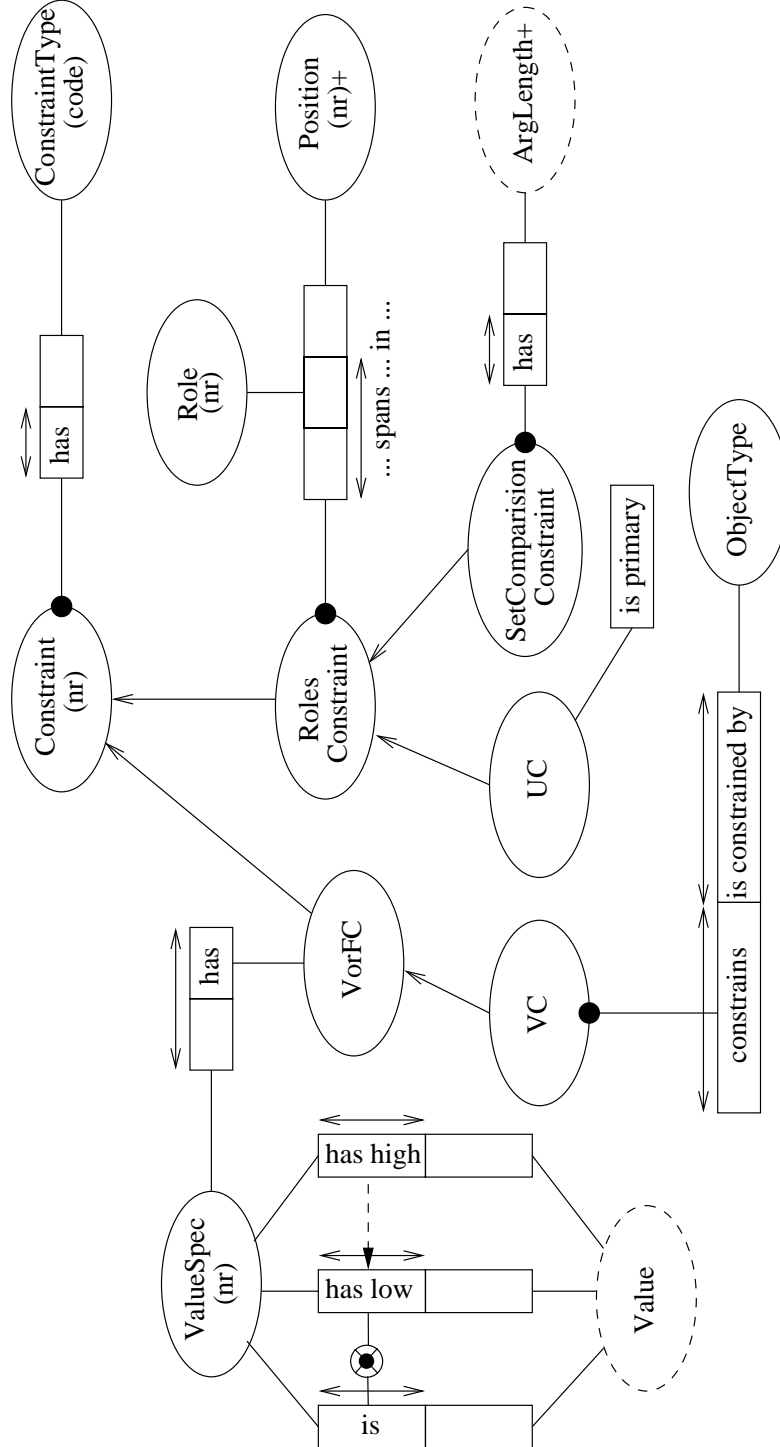 Constraint
(nr)
has
ConstraintType
(code)
ValueSpec
(nr)
has
Role
(nr)
is
has low
has high
VorFC
Roles
Constraint
... spans ... in ...
Position
(nr)+
VC
UC
SetComparision
Constraint
has
ArgLength+
is primary
Value
constrains
is constrained by
ObjectType